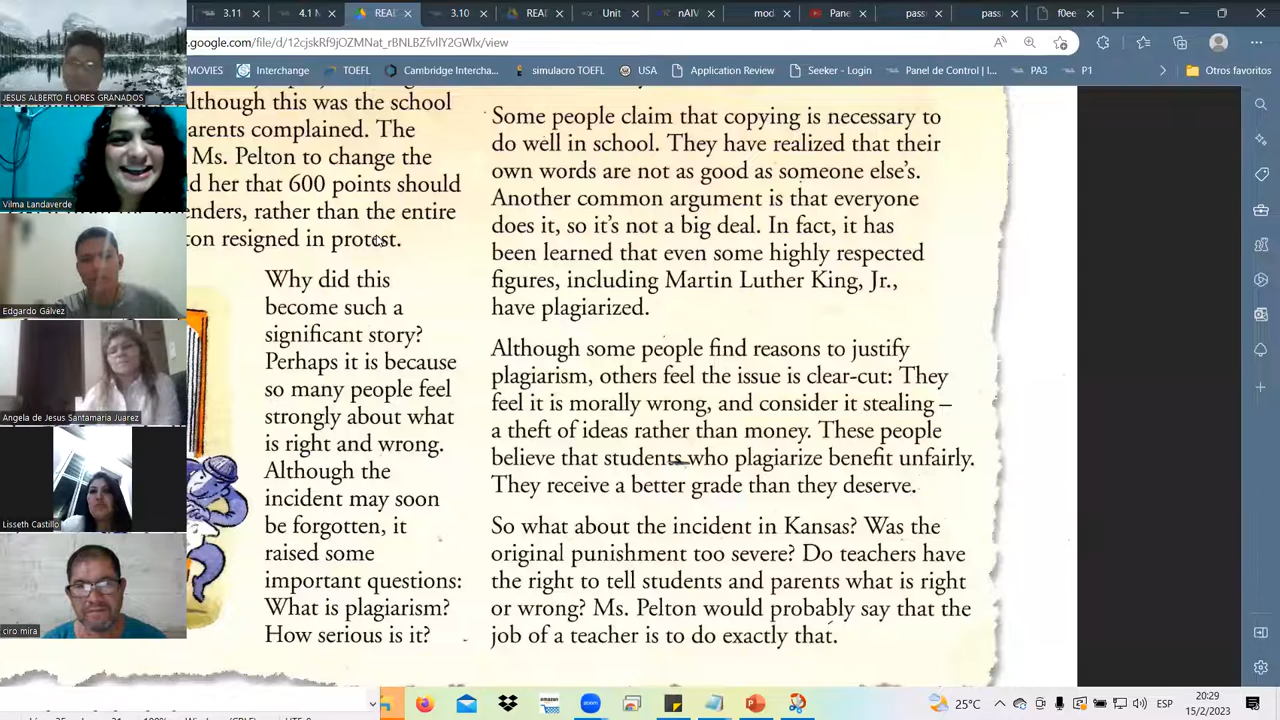 3.11
4.1 N
REAI
3.10
REAI
Unit
nAIV
mod
Pane
pass
pass
f0ee
.google.com/file/d/12cjskRf9jOZMNat_rBNLBZfvIlY2GWlx/view
MOVIES
Interchange
TOEFL
Cambridge Intercha...
simulacro TOEFL
USA
Application Review
Seeker - Login
Panel de Control | I...
PA3
P1
Otros favoritos
JESUS ALBERTO FLORES GRANADOS
Vilma Landaverde
Edgardo Gálvez
Angela de Jesus Santamaria Juarez
Lisseth Castillo
ciro mira
lthough this was the school
arents complained. The
Ms. Pelton to change the
d her that 600 points should
enders, rather than the entire
ton resigned in protest.
Why did this
become such a
significant story?
Perhaps it is because
so many people feel
strongly about what
is right and wrong.
Although the
incident may soon
be forgotten, it
raised some
important questions:
What is plagiarism?
How serious is it?
Some people claim that copying is necessary to
do well in school. They have realized that their
own words are not as good as someone else's.
Another common argument is that everyone
does it, so it's not a big deal. In fact, it has
been learned that even some highly respected
figures, including Martin Luther King, Jr.,
have plagiarized.
Although some people find reasons to justify
plagiarism, others feel the issue is clear-cut: They
feel it is morally wrong, and consider it stealing –
a theft of ideas rather than money. These people
believe that students who plagiarize benefit unfairly.
They receive a better grade than they deserve.
So what about the incident in Kansas? Was the
original punishment too severe? Do teachers have
the right to tell students and parents what is right
or wrong? Ms. Pelton would probably say that the
job of a teacher is to do exactly that.
25°C
ESP
20:29
15/2/2023